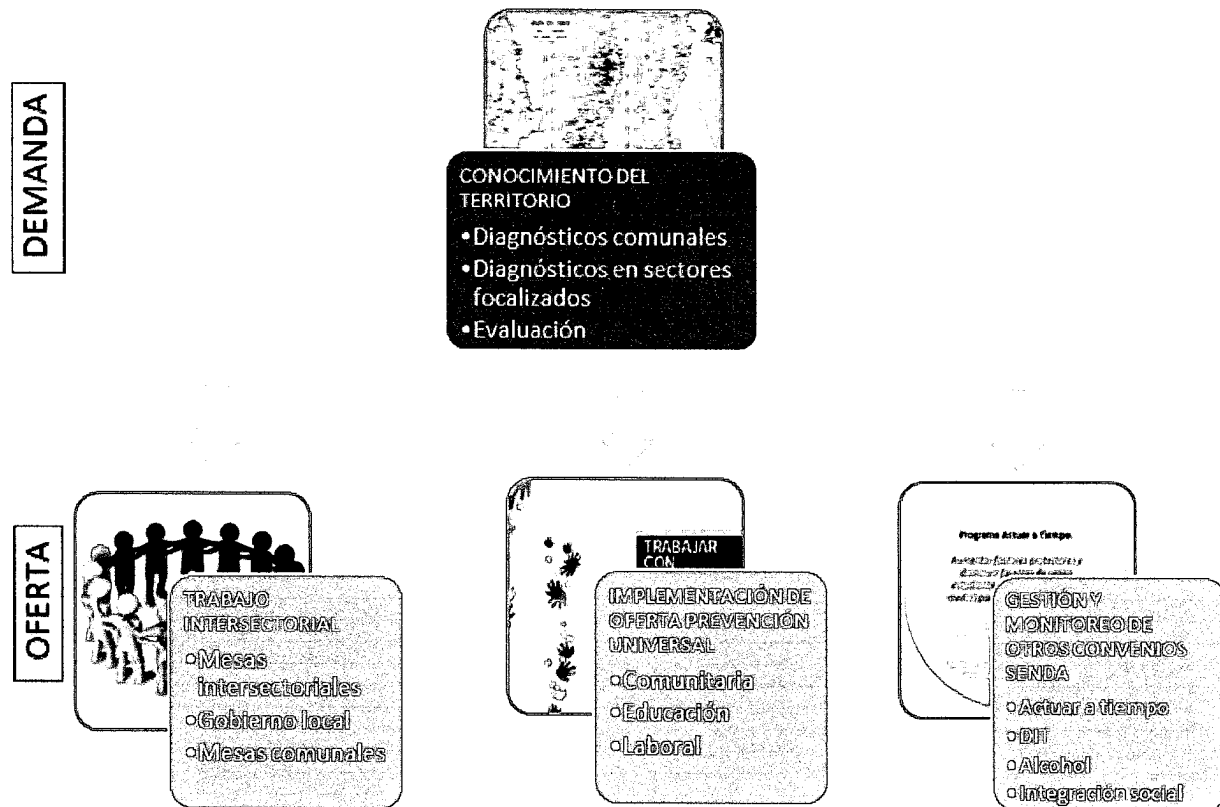 DEMANDA
CONOCIMIENTO DEL
TERRITORIO
•Diagnósticos comunales
•Diagnósticos en sectores
focalizados
•Evaluación
OFERTA
TRABAJO
INTERSECTORIAL
•Mesas
intersectoriales
•Gobierno local
•Mesas comunales
TRABAJAR
CON
IMPLEMENTACIÓN DE
OFERTA PREVENCIÓN
UNIVERSAL
•Comunitaria
•Educación
•Laboral
Programa Actuar a Tiempo
GESTIÓN Y
MONITOREO DE
OTROS CONVENIOS
SENDA
•Actuar a tiempo
•DIT
•Alcohol
•Integración social